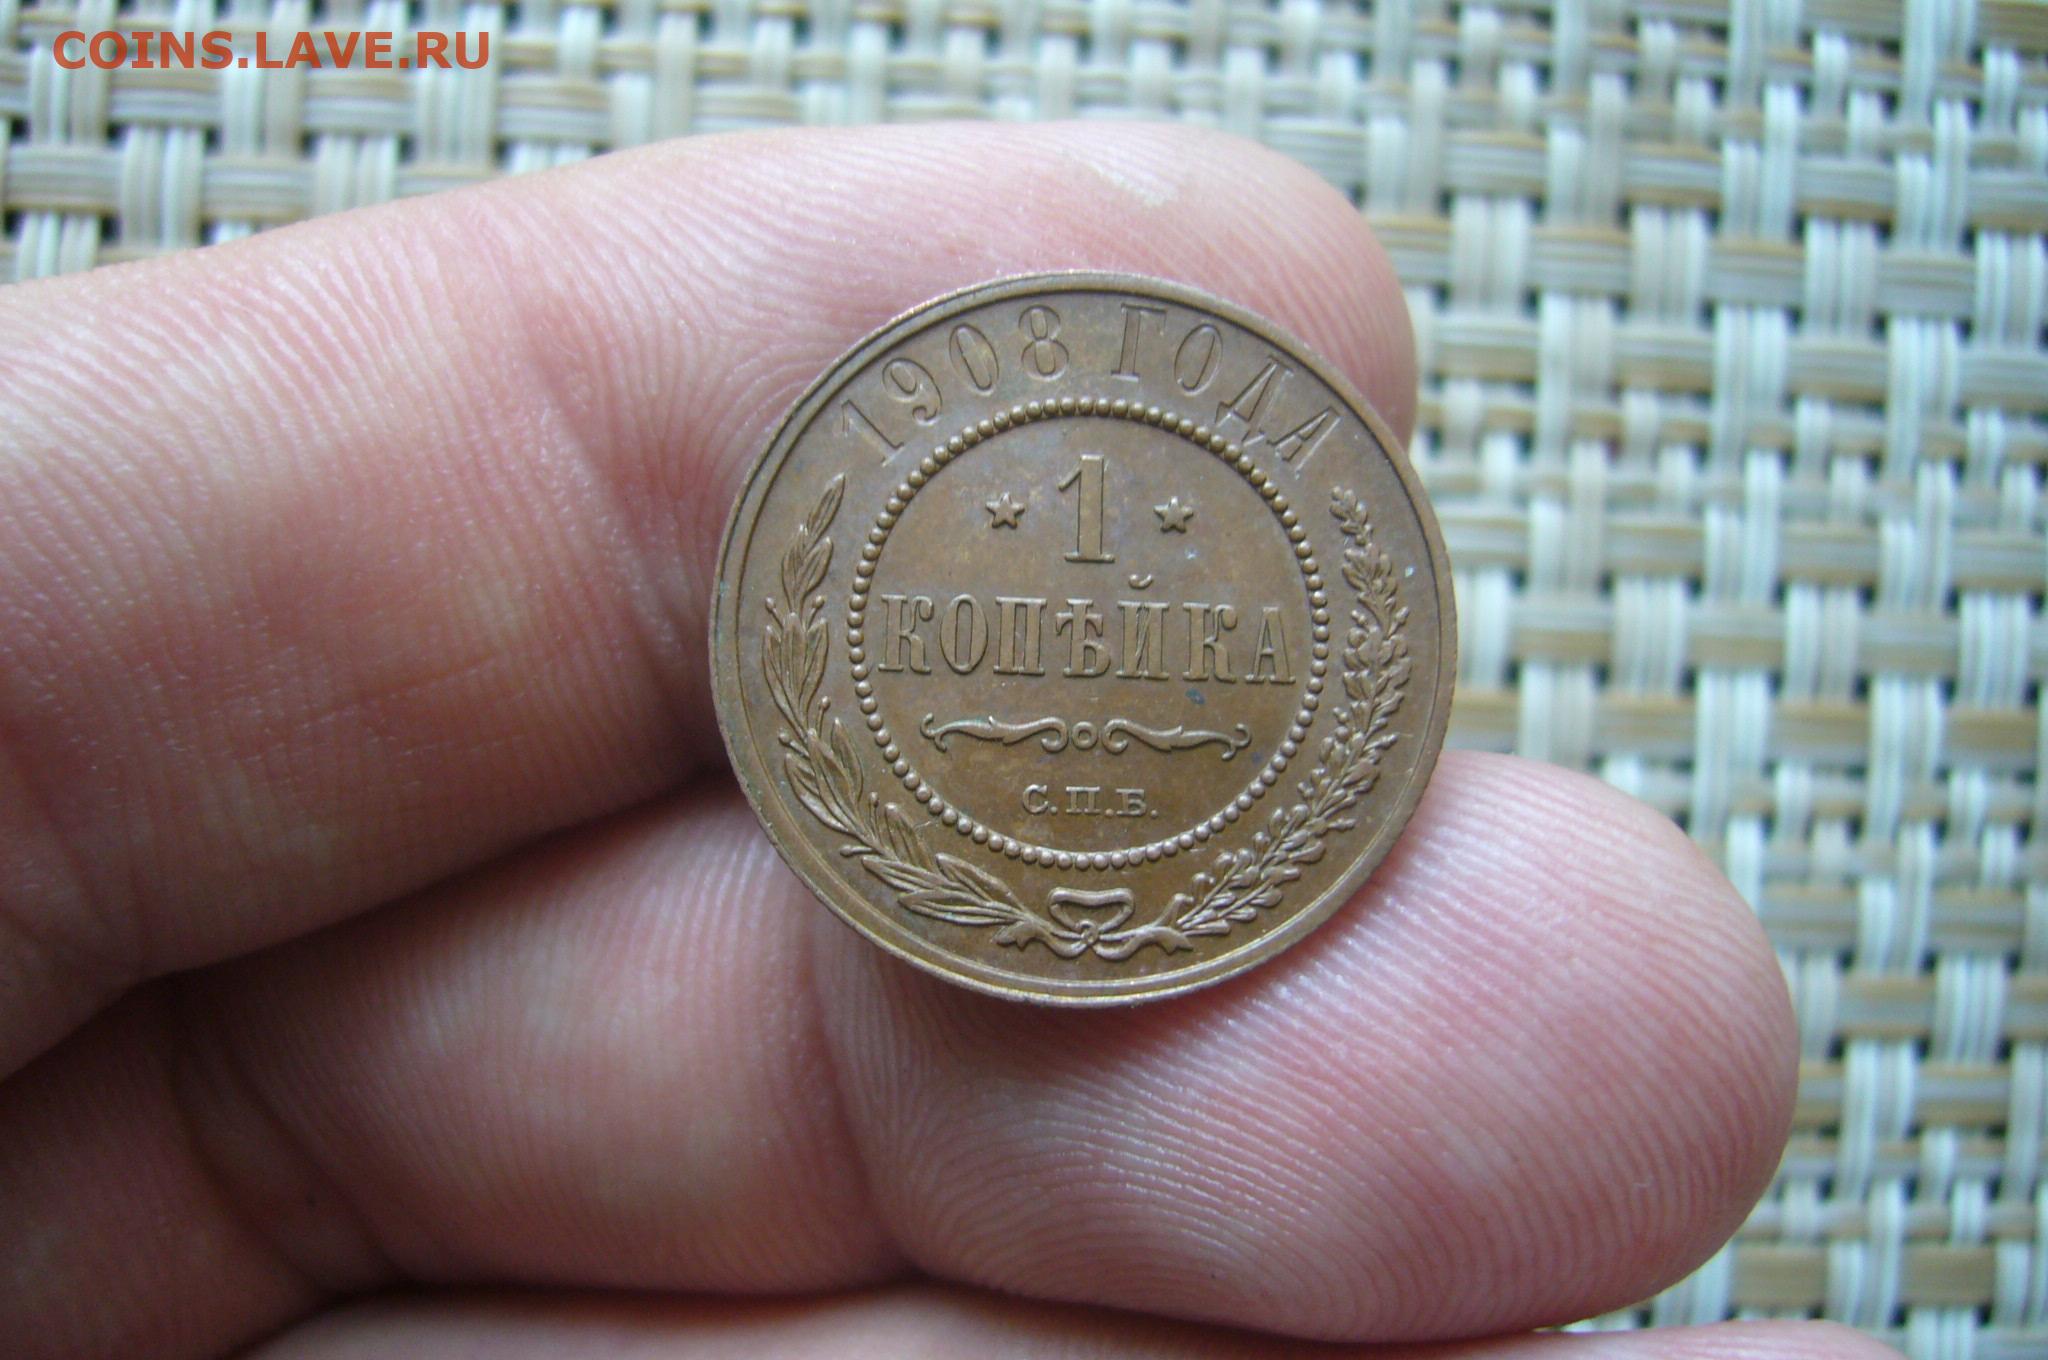 COINS.LAVE.RU
1908 ГОДА
★ 1 ★
КОПѢЙКА
С.П.Б.